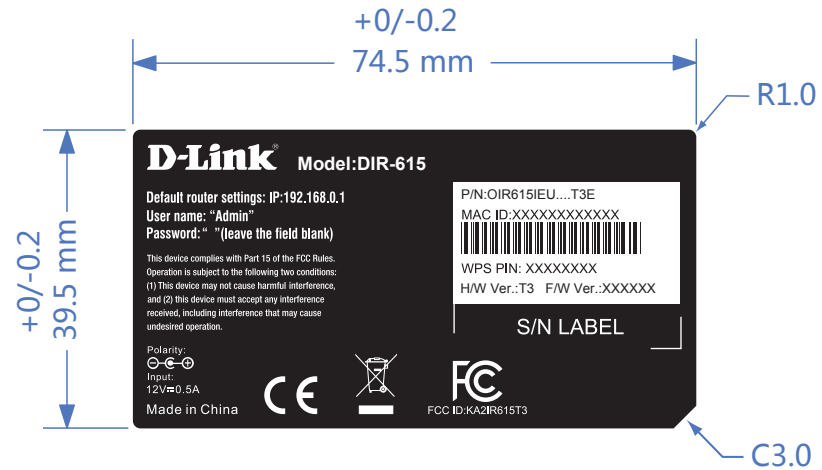 +0/-0.2
74.5 mm
R1.0
+0/-0.2
39.5 mm
D-Link® Model:DIR-615
Default router settings: IP:192.168.0.1
User name: “Admin”
Password:“ ”(leave the field blank)
This device complies with Part 15 of the FCC Rules.
Operation is subject to the following two conditions:
(1) This device may not cause harmful interference,
and (2) this device must accept any interference
received, including interference that may cause
undesired operation.
Polarity:
Input:
12V=0.5A
Made in China
CE
FC
FCC ID:KA2IR615T3
P/N:OIR615IEU....T3E
MAC ID:XXXXXXXXXXXX
WPS PIN: XXXXXXXX
H/W Ver.:T3 F/W Ver.:XXXXXX
S/N LABEL
C3.0